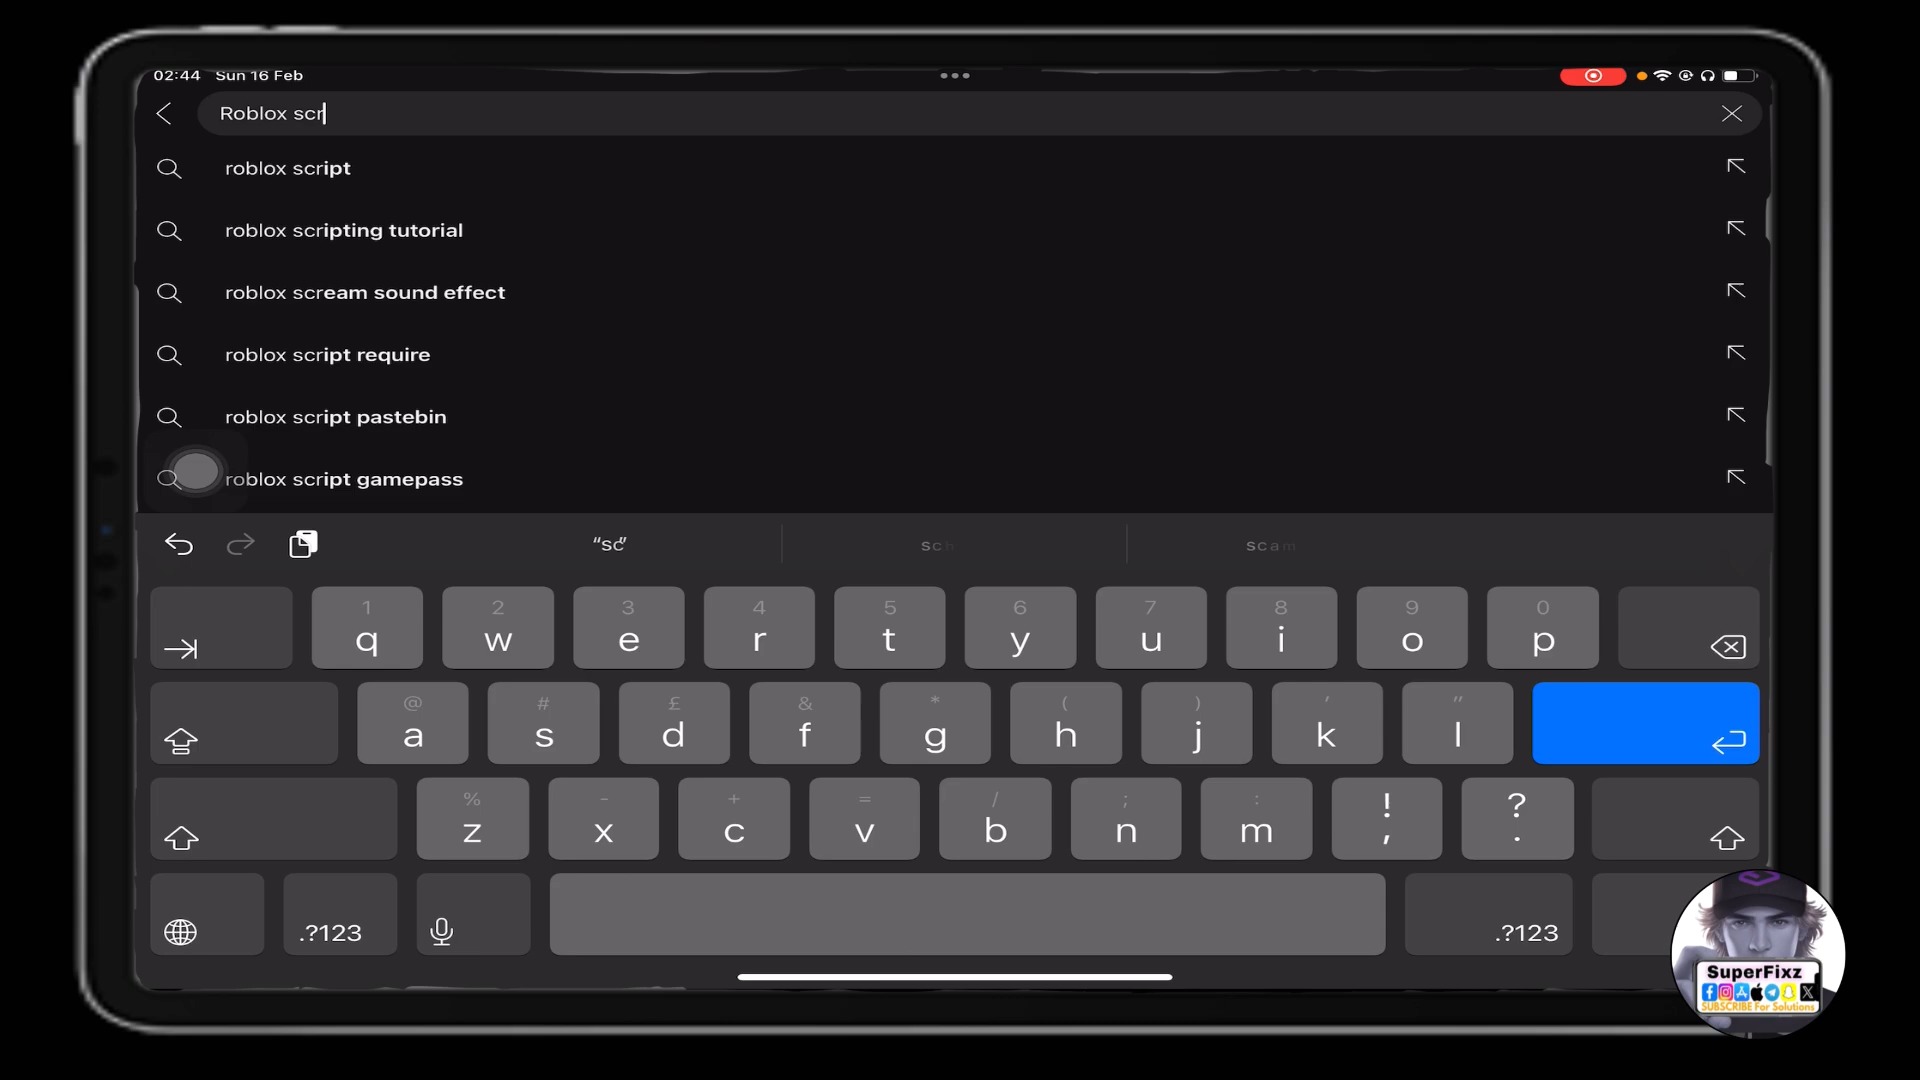 02:44 Sun 16 Feb
Roblox scr
roblox script
roblox scripting tutorial
roblox scream sound effect
roblox script require
roblox script pastebin
roblox script gamepass
“sc” sch scam
1 2 3 4 5 6 7 8 9 0
q w e r t y u i o p
@ # £ & * ( ) ' "
a s d f g h j k l
% - + = / ; : ! ?
z x c v b n m , .
.?123 .?123
SuperFixz
SUBSCRIBE For Solutions